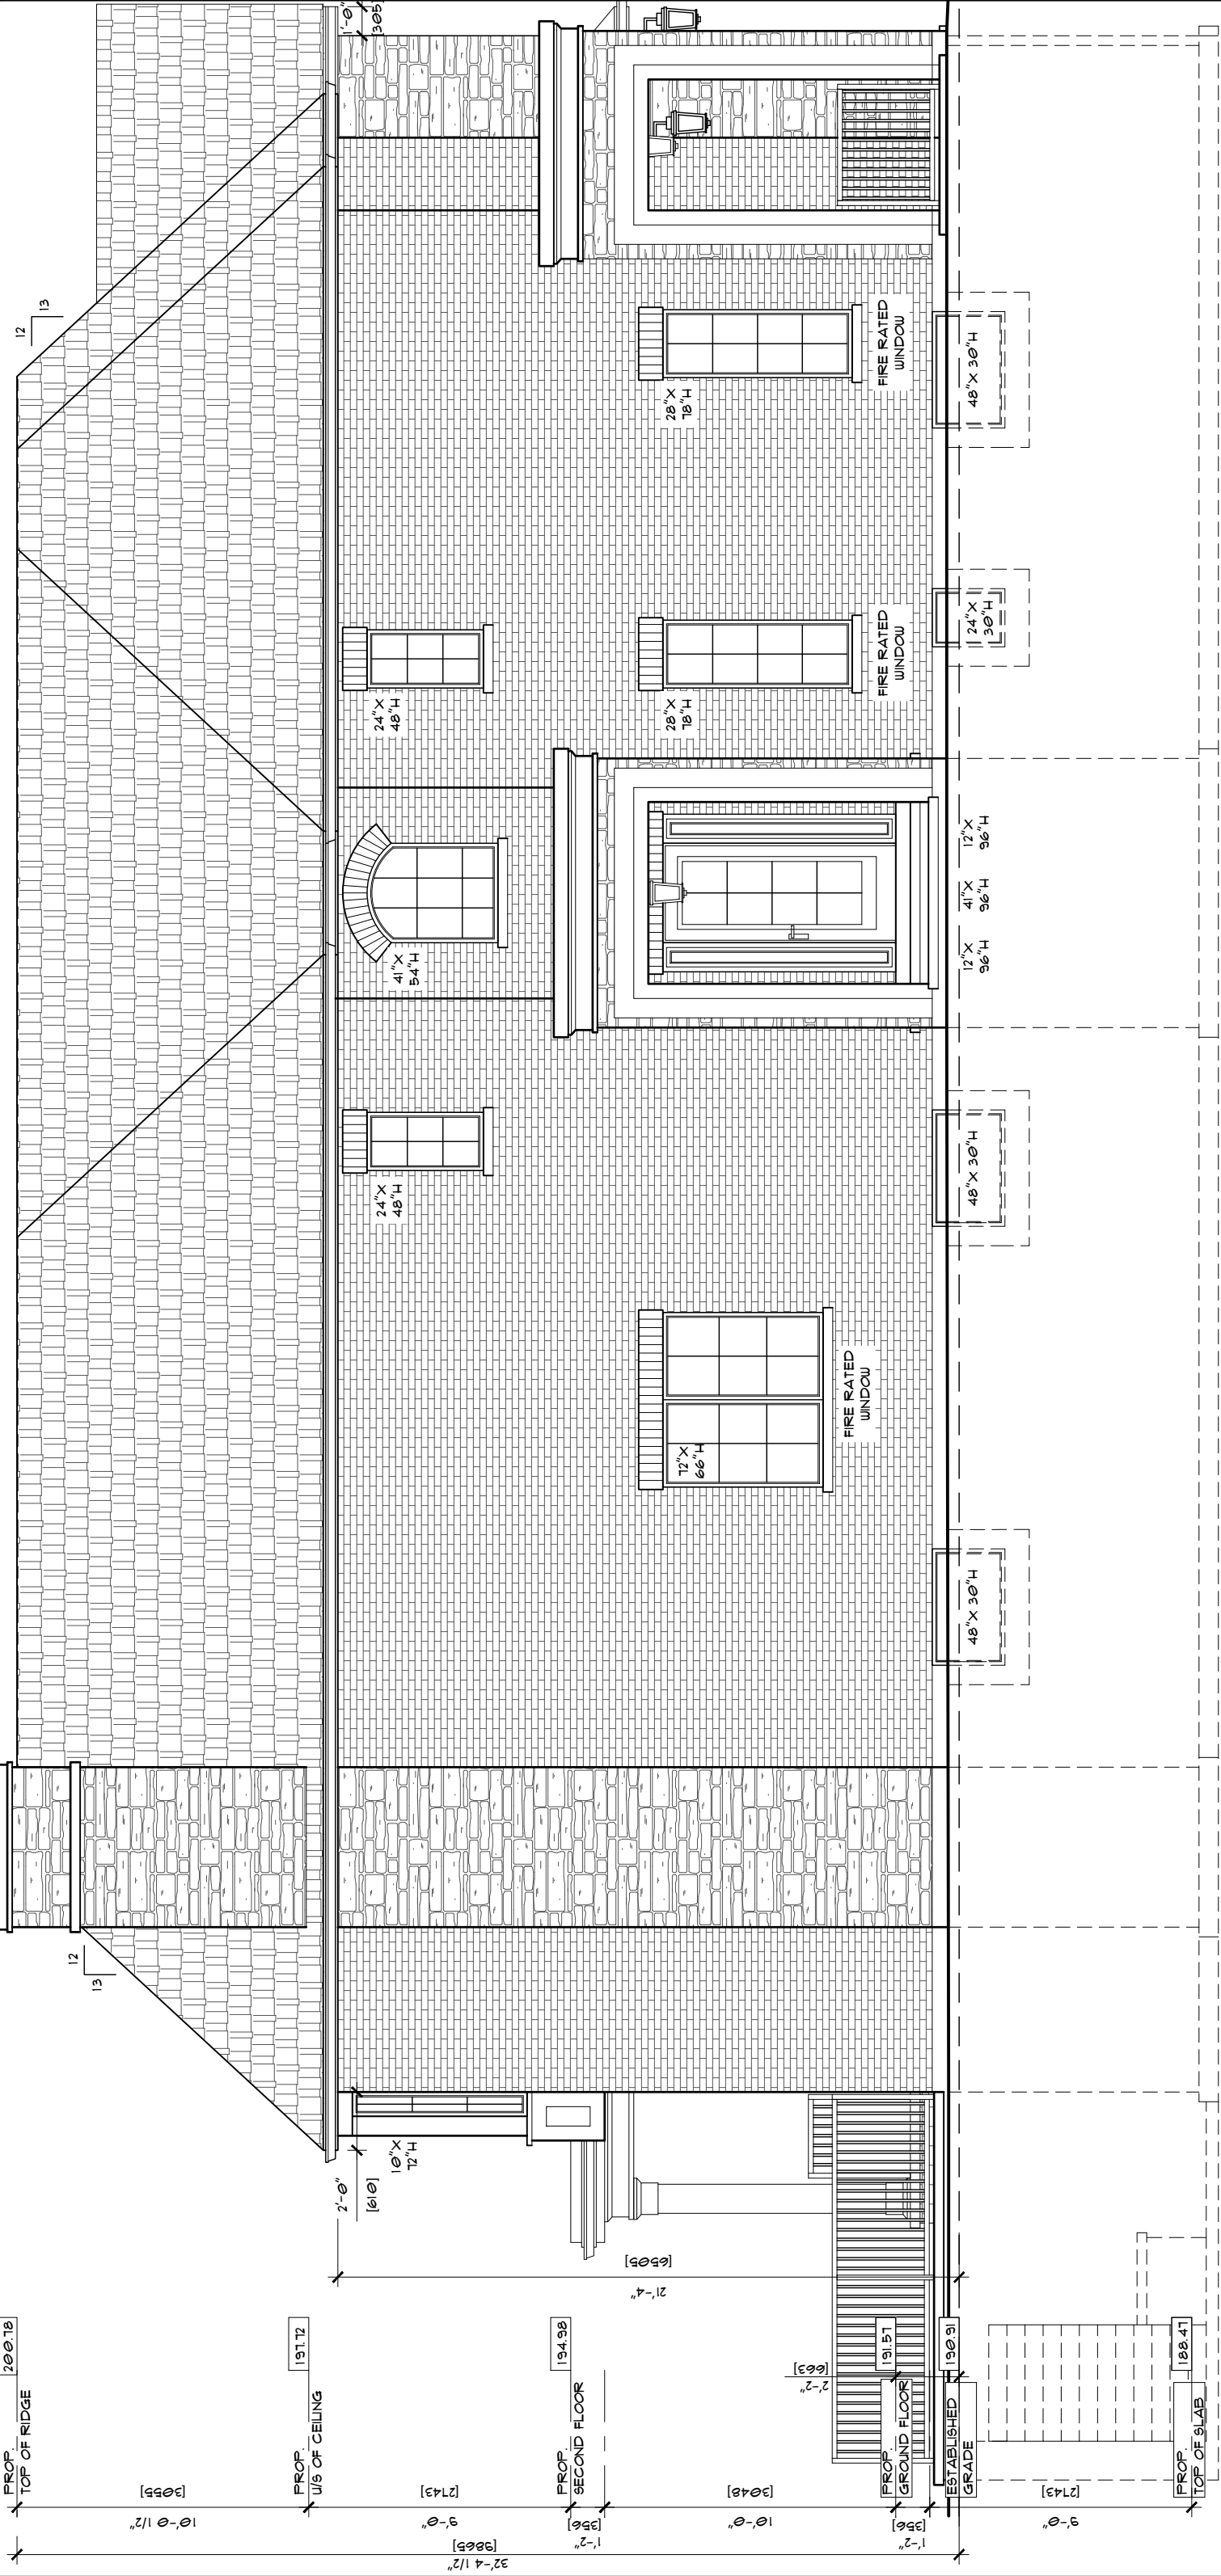 PROP.
TOP OF RIDGE
200.78
PROP.
U/S OF CEILING
197.72
PROP.
SECOND FLOOR
194.98
PROP.
GROUND FLOOR
191.57
ESTABLISHED
GRADE
190.91
PROP.
TOP OF SLAB
188.47
32'-4 1/2"
[9865]
10'-0 1/2"
[3055]
9'-0"
[2743]
1'-2"
[356]
10'-0"
[3048]
1'-2"
[356]
9'-0"
[2743]
2'-2"
[663]
21'-4"
[6505]
2'-0"
[610]
12
13
12
13
1'-0"
[305]
10"X
72"H
24"X
48"H
41"X
54"H
24"X
48"H
72"X
66"H
FIRE RATED
WINDOW
28"X
78"H
FIRE RATED
WINDOW
28"X
78"H
FIRE RATED
WINDOW
12"X
96"H
41"X
96"H
12"X
96"H
48"X 30"H
48"X 30"H
24"X
30"H
48"X 30"H